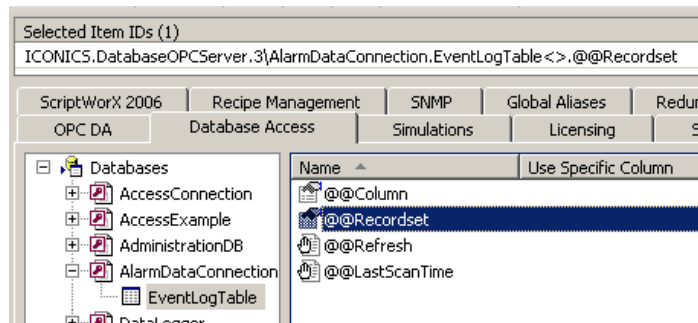 Selected Item IDs (1)
ICONICS.DatabaseOPCServer.3\AlarmDataConnection.EventLogTable<>.@@Recordset
ScriptWorX 2006 Recipe Management SNMP Global Aliases
OPC DA Database Access Simulations Licensing
Databases
Name Use Specific Column
AccessConnection
@@Column
AccessExample
@@Recordset
AdministrationDB
@@Refresh
AlarmDataConnection
@@LastScanTime
EventLogTable
DataLogger